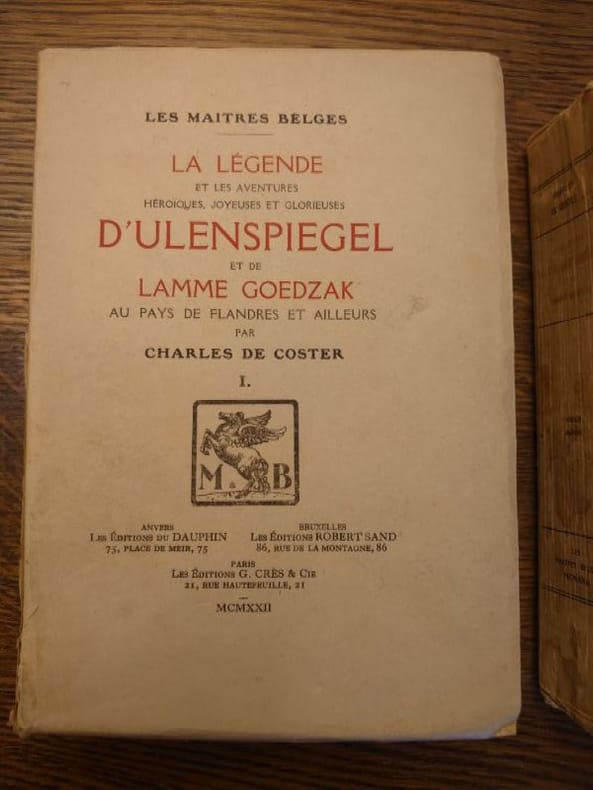 LES MAITRES BELGES
LA LÉGENDE
ET LES AVENTURES
HÉROIQUES, JOYEUSES ET GLORIEUSES
D'ULENSPIEGEL
ET DE
LAMME GOEDZAK
AU PAYS DE FLANDRES ET AILLEURS
PAR
CHARLES DE COSTER
I.
M & B
ANVERS
LES ÉDITIONS DU DAUPHIN
75, PLACE DE MEIR, 75
BRUXELLES
LES ÉDITIONS ROBERT SAND
86, RUE DE LA MONTAGNE, 86
PARIS
LES ÉDITIONS G. CRÈS & CIE
21, RUE HAUTEFEUILLE, 21
MCMXXII